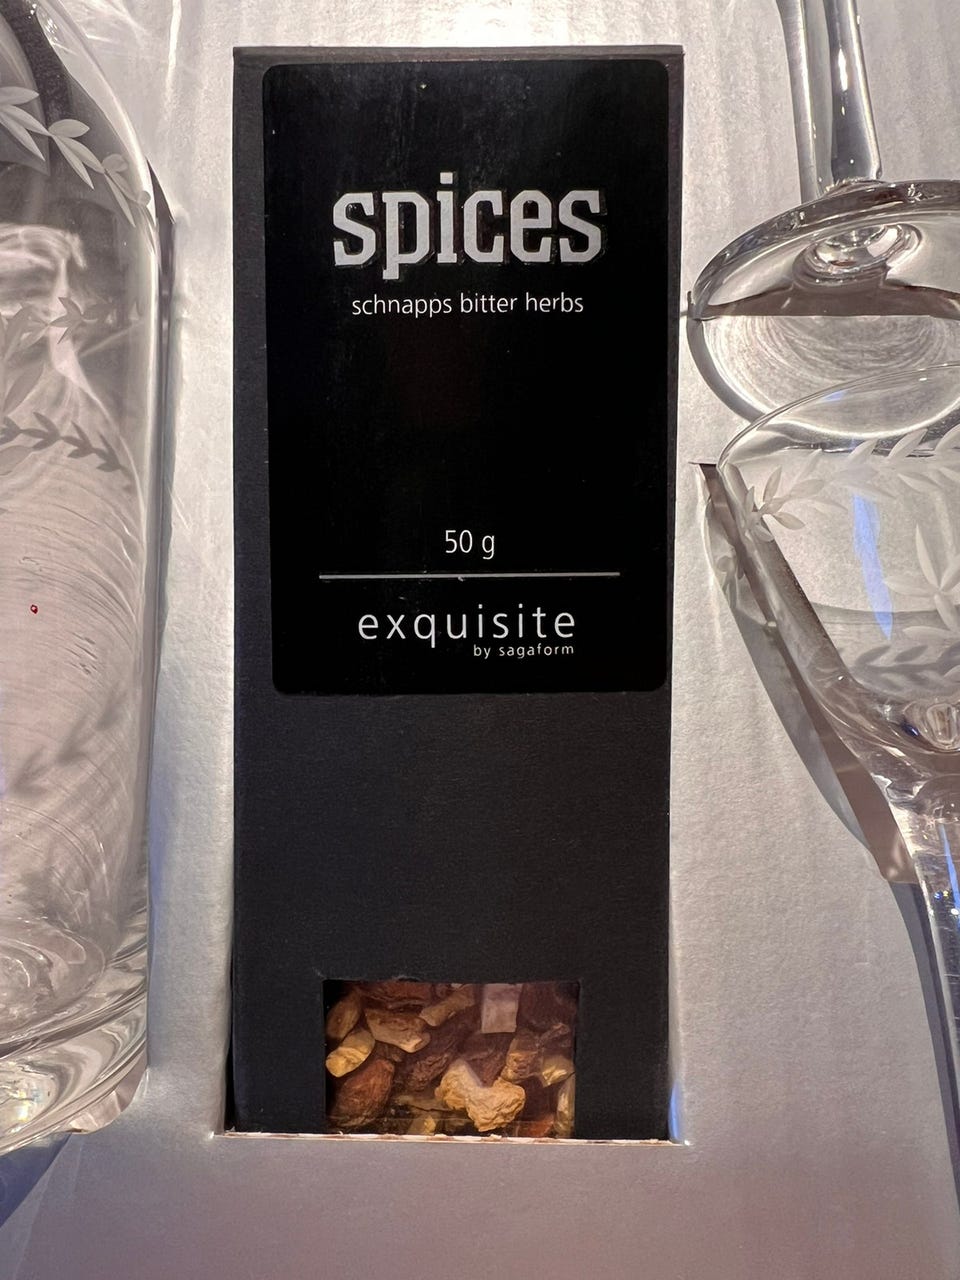 spices
schnapps bitter herbs
50 g
exquisite
by sagaform